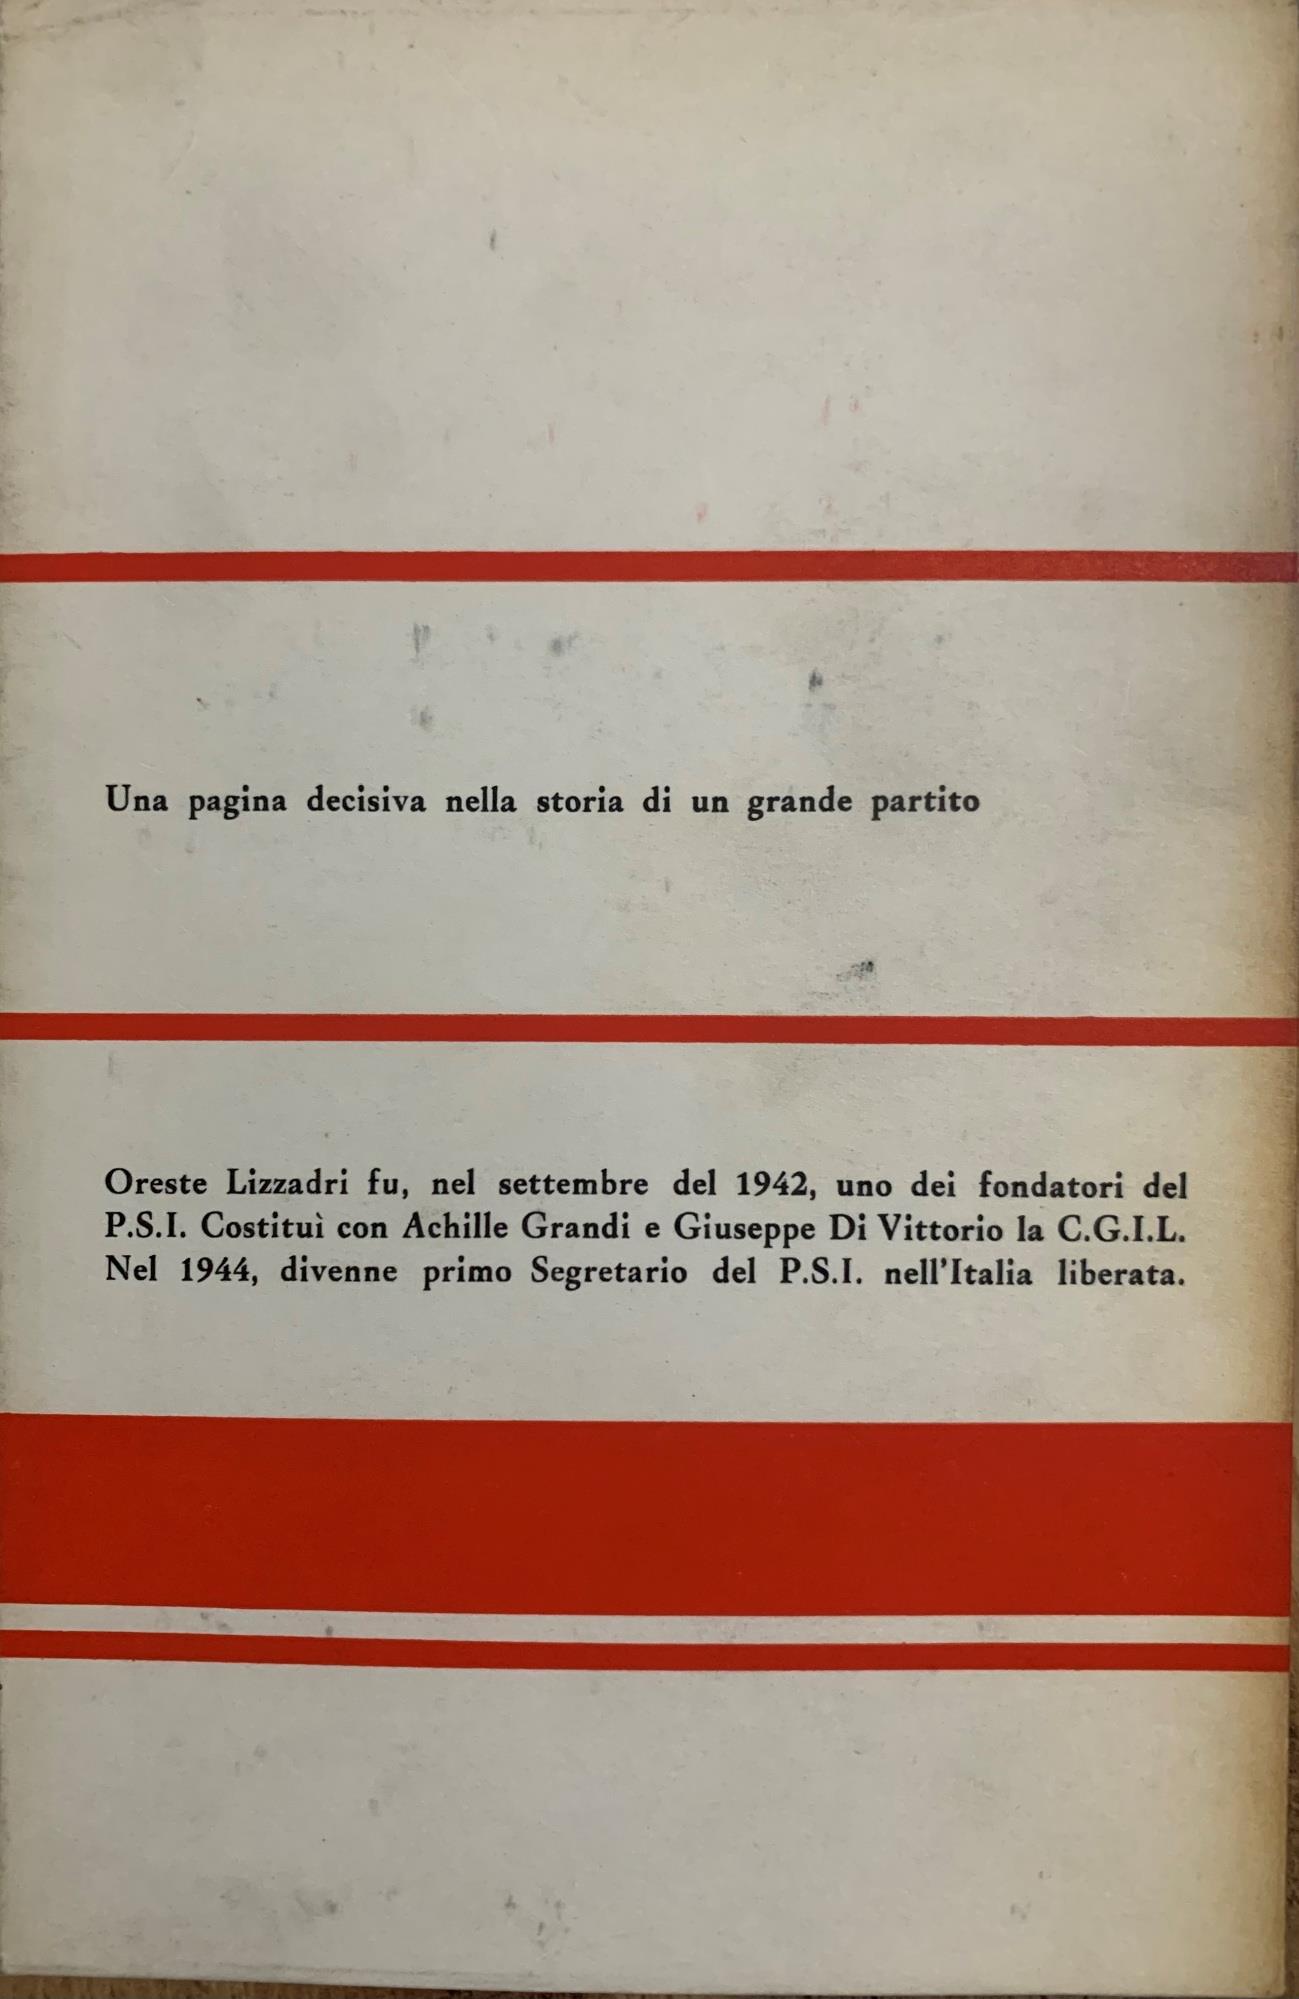 Una pagina decisiva nella storia di un grande partito
Oreste Lizzadri fu, nel settembre del 1942, uno dei fondatori del
P.S.I. Costituì con Achille Grandi e Giuseppe Di Vittorio la C.G.I.L.
Nel 1944, divenne primo Segretario del P.S.I. nell'Italia liberata.